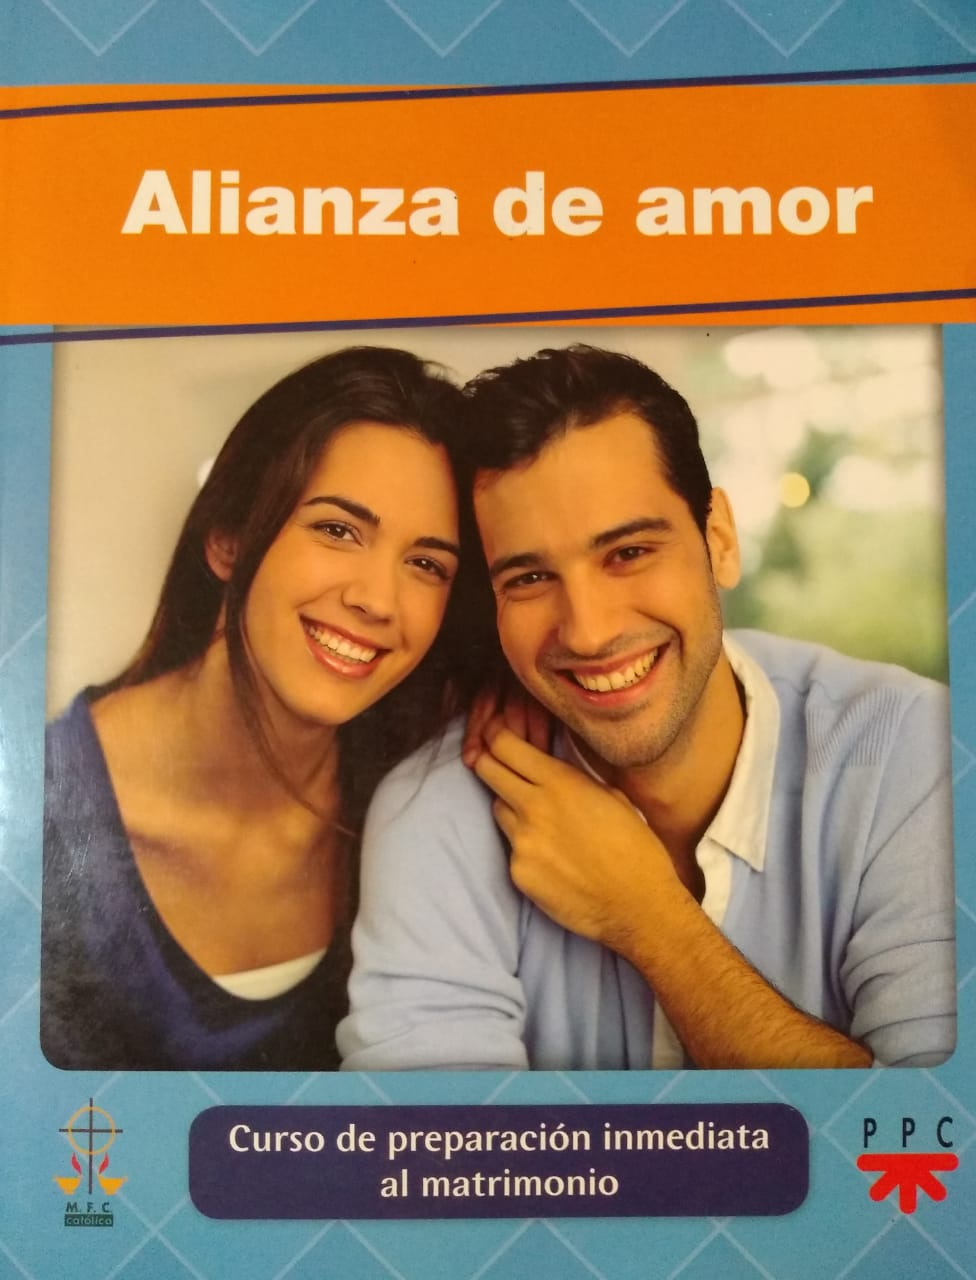 Alianza de amor
Curso de preparación inmediata
al matrimonio
M. F. C.
católica
PPC